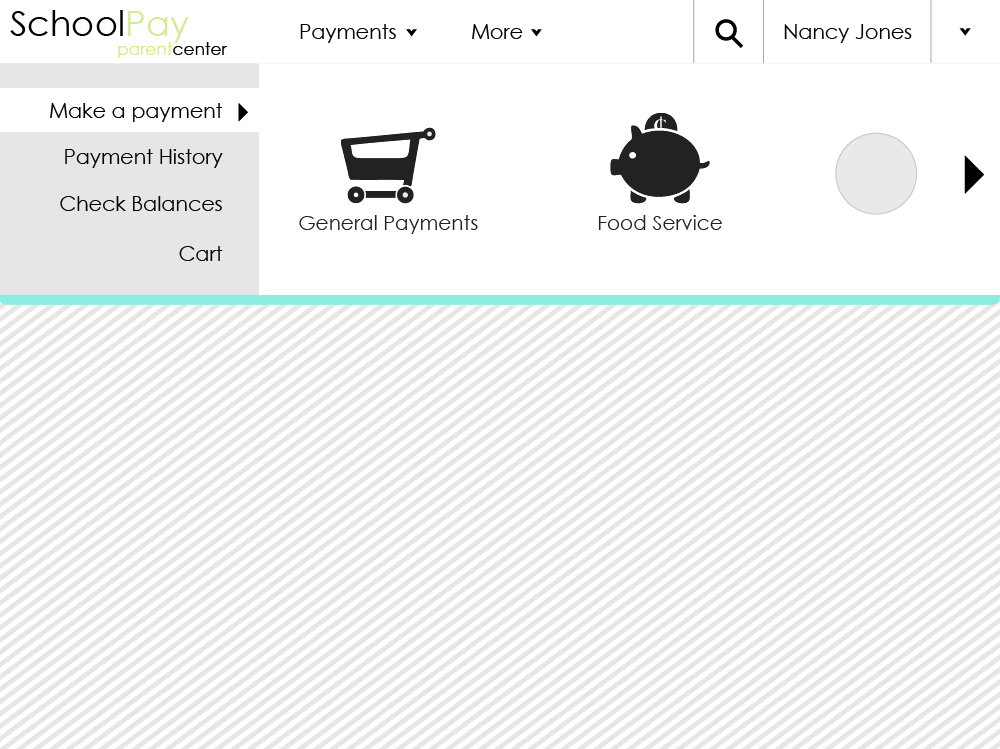 SchoolPay
parentcenter
Payments
More
Nancy Jones
Make a payment
Payment History
Check Balances
Cart
General Payments
Food Service